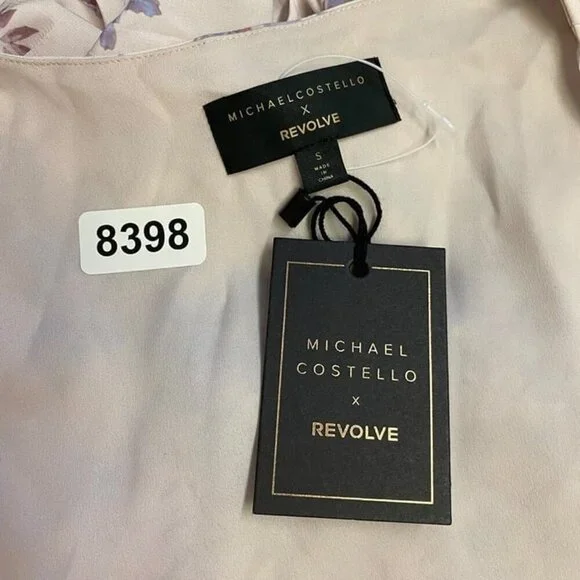 MICHAELCOSTELLO
X
REVOLVE
S
MADE
IN
CHINA
8398
MICHAEL
COSTELLO
x
REVOLVE